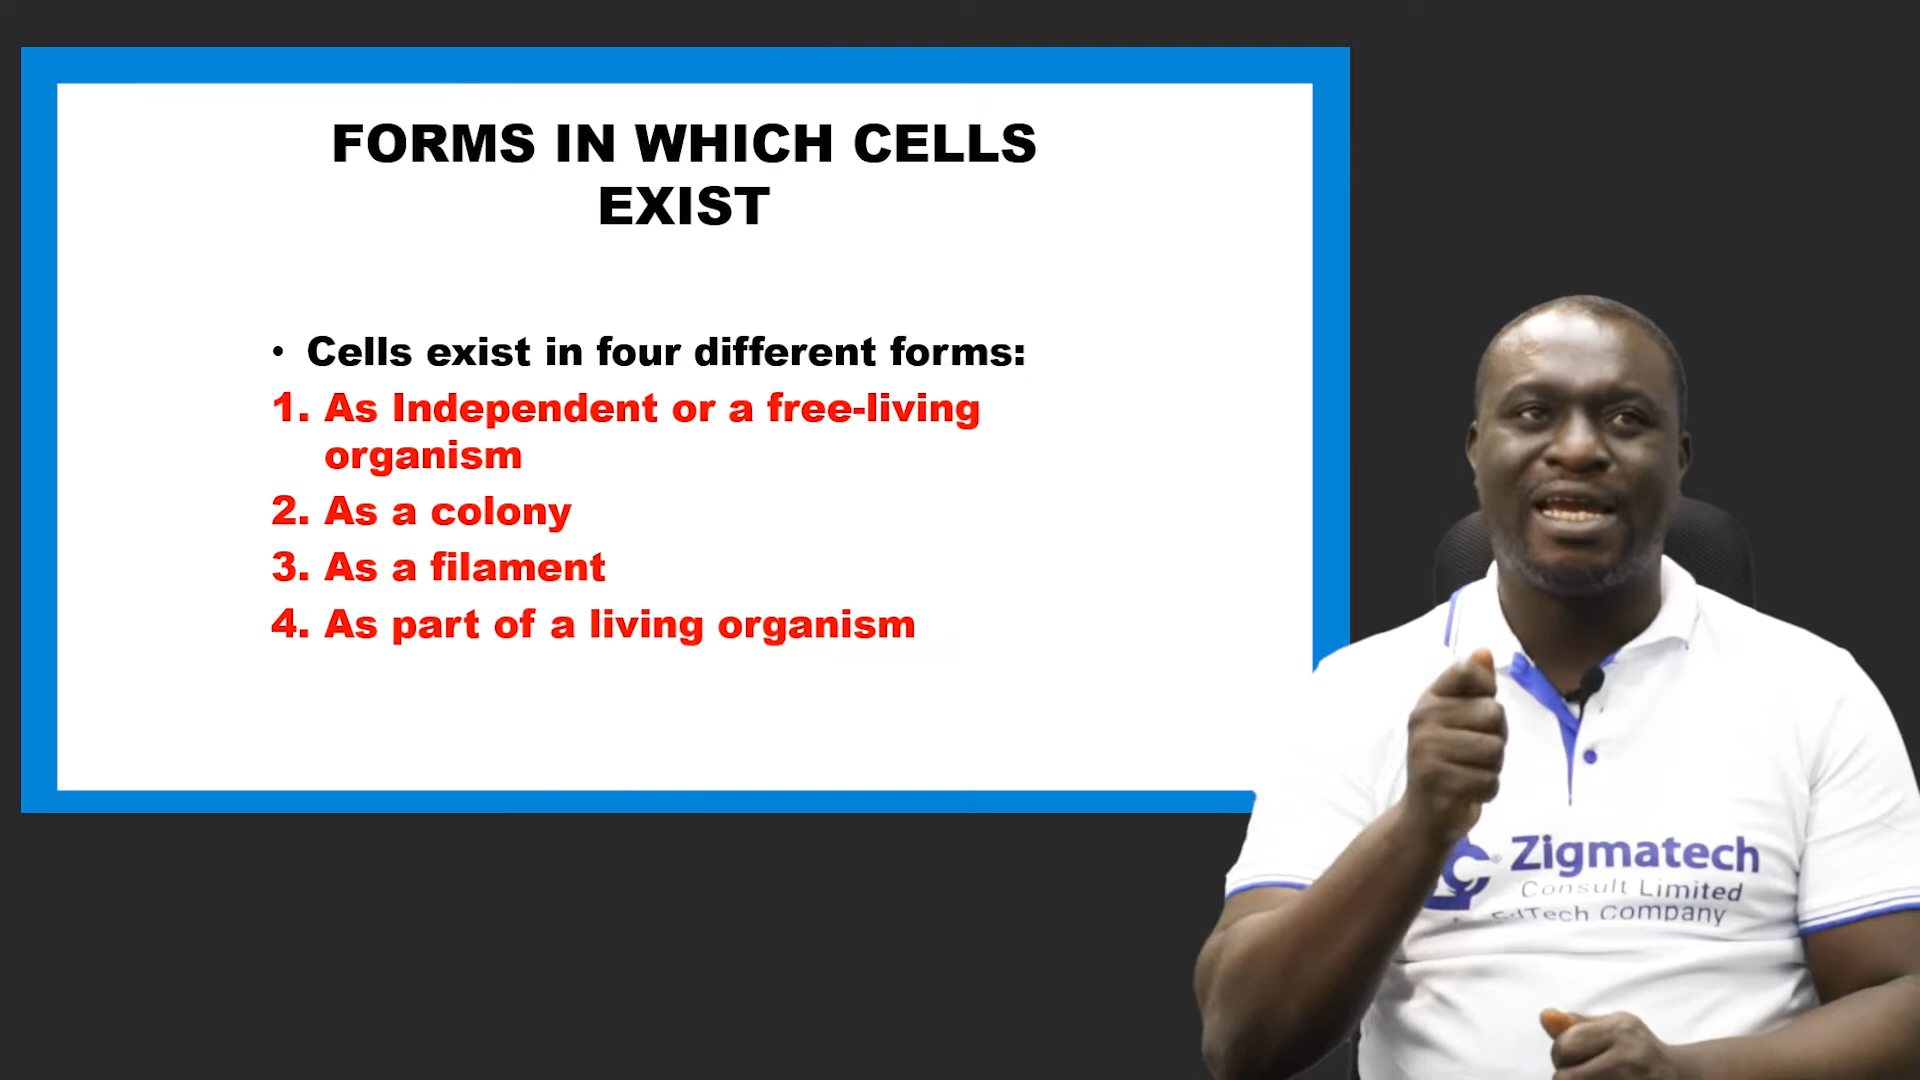 FORMS IN WHICH CELLS
EXIST
• Cells exist in four different forms:
1. As Independent or a free-living
organism
2. As a colony
3. As a filament
4. As part of a living organism
Zigmatech
Consult Limited
EdTech Company